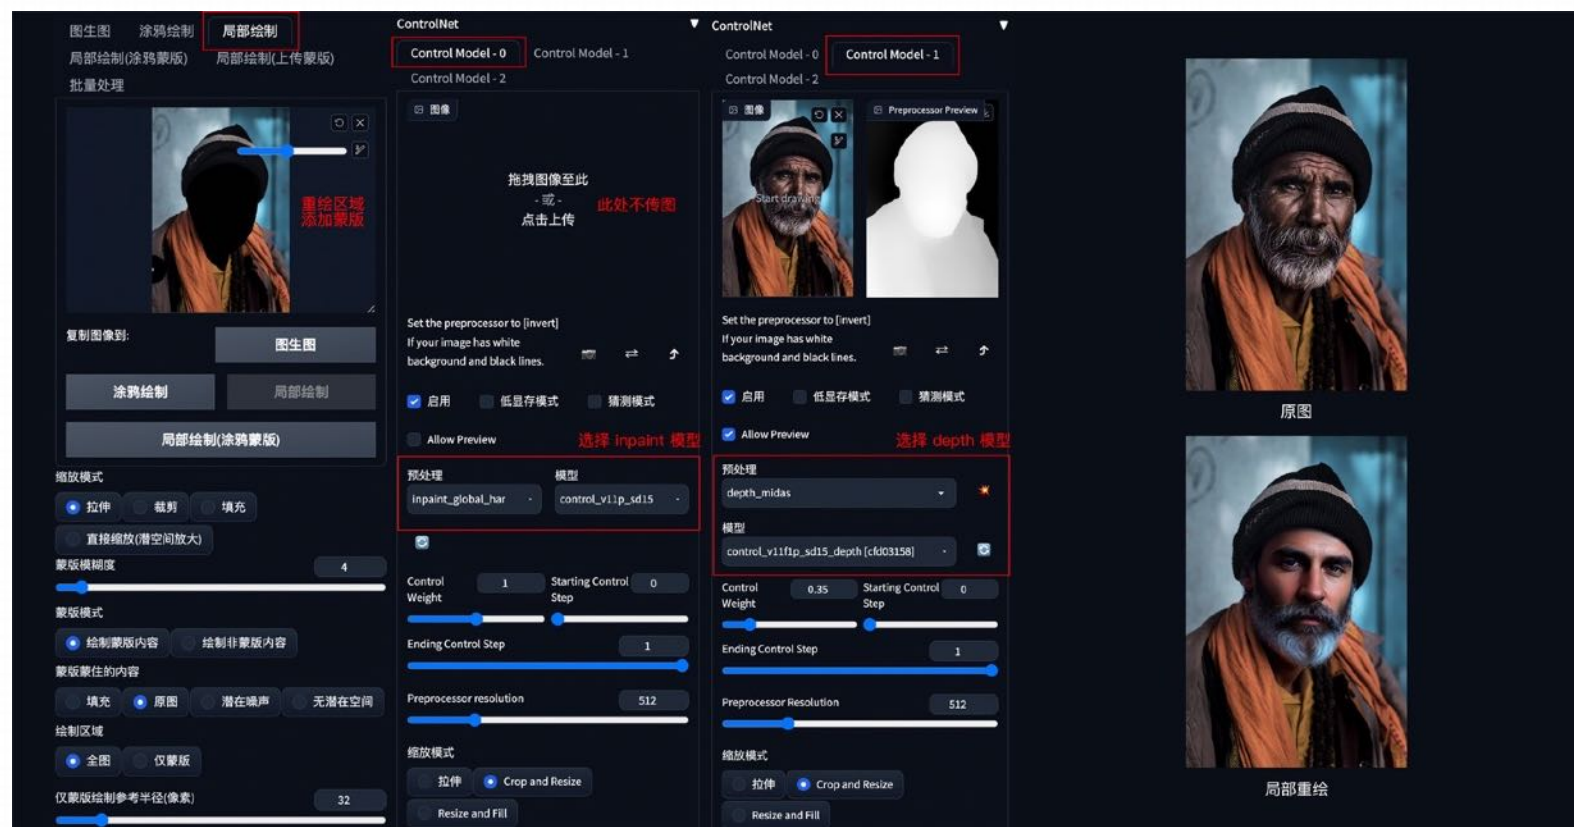 图生图 涂鸦绘制 局部绘制
局部绘制(涂鸦蒙版) 局部绘制(上传蒙版)
批量处理
重绘区域
添加蒙版
复制图像到:
图生图
涂鸦绘制 局部绘制
局部绘制(涂鸦蒙版)
缩放模式
拉伸 裁剪 填充
直接缩放(潜空间放大)
蒙版模糊度 4
蒙版模式
绘制蒙版内容 绘制非蒙版内容
蒙版蒙住的内容
填充 原图 潜在噪声 无潜在空间
绘制区域
全图 仅蒙版
仅蒙版绘制参考半径(像素) 32
ControlNet
Control Model - 0 Control Model - 1
Control Model - 2
图像
拖拽图像至此
- 或 -
点击上传
此处不传图
Set the preprocessor to [invert]
If your image has white
background and black lines.
启用 低显存模式 猜测模式
Allow Preview
选择 inpaint 模型
预处理 模型
inpaint_global_har control_v11p_sd15
Control Weight 1 Starting Control Step 0
Ending Control Step 1
Preprocessor resolution 512
缩放模式
拉伸 Crop and Resize
Resize and Fill
ControlNet
Control Model - 0 Control Model - 1
Control Model - 2
图像 Preprocessor Preview
Start drawing
Set the preprocessor to [invert]
If your image has white
background and black lines.
启用 低显存模式 猜测模式
Allow Preview
选择 depth 模型
预处理
depth_midas
模型
control_v11f1p_sd15_depth [cfd03158]
Control Weight 0.35 Starting Control Step 0
Ending Control Step 1
Preprocessor Resolution 512
缩放模式
拉伸 Crop and Resize
Resize and Fill
原图
局部重绘